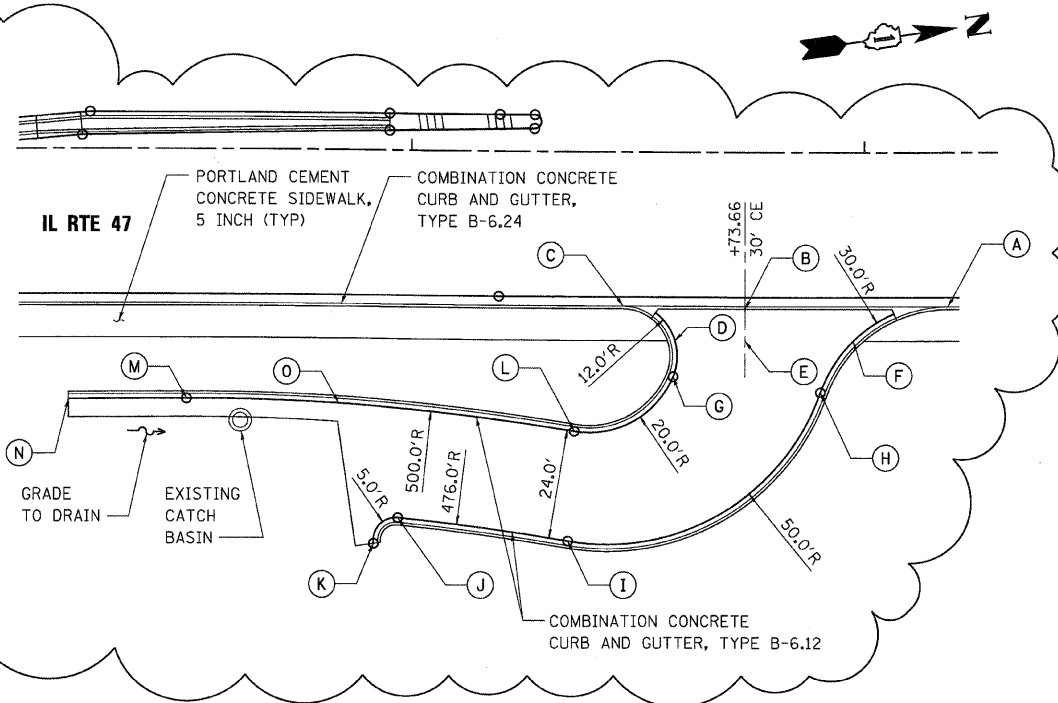 N
PORTLAND CEMENT
CONCRETE SIDEWALK,
5 INCH (TYP)
COMBINATION CONCRETE
CURB AND GUTTER,
TYPE B-6.24
IL RTE 47
+73.66
30' CE
C
B
A
30.0'R
D
12.0'R
E
F
M
O
L
G
H
N
20.0'R
500.0'R
476.0'R
24.0'
5.0'R
50.0'R
GRADE
TO DRAIN
EXISTING
CATCH
BASIN
K
J
I
COMBINATION CONCRETE
CURB AND GUTTER, TYPE B-6.12